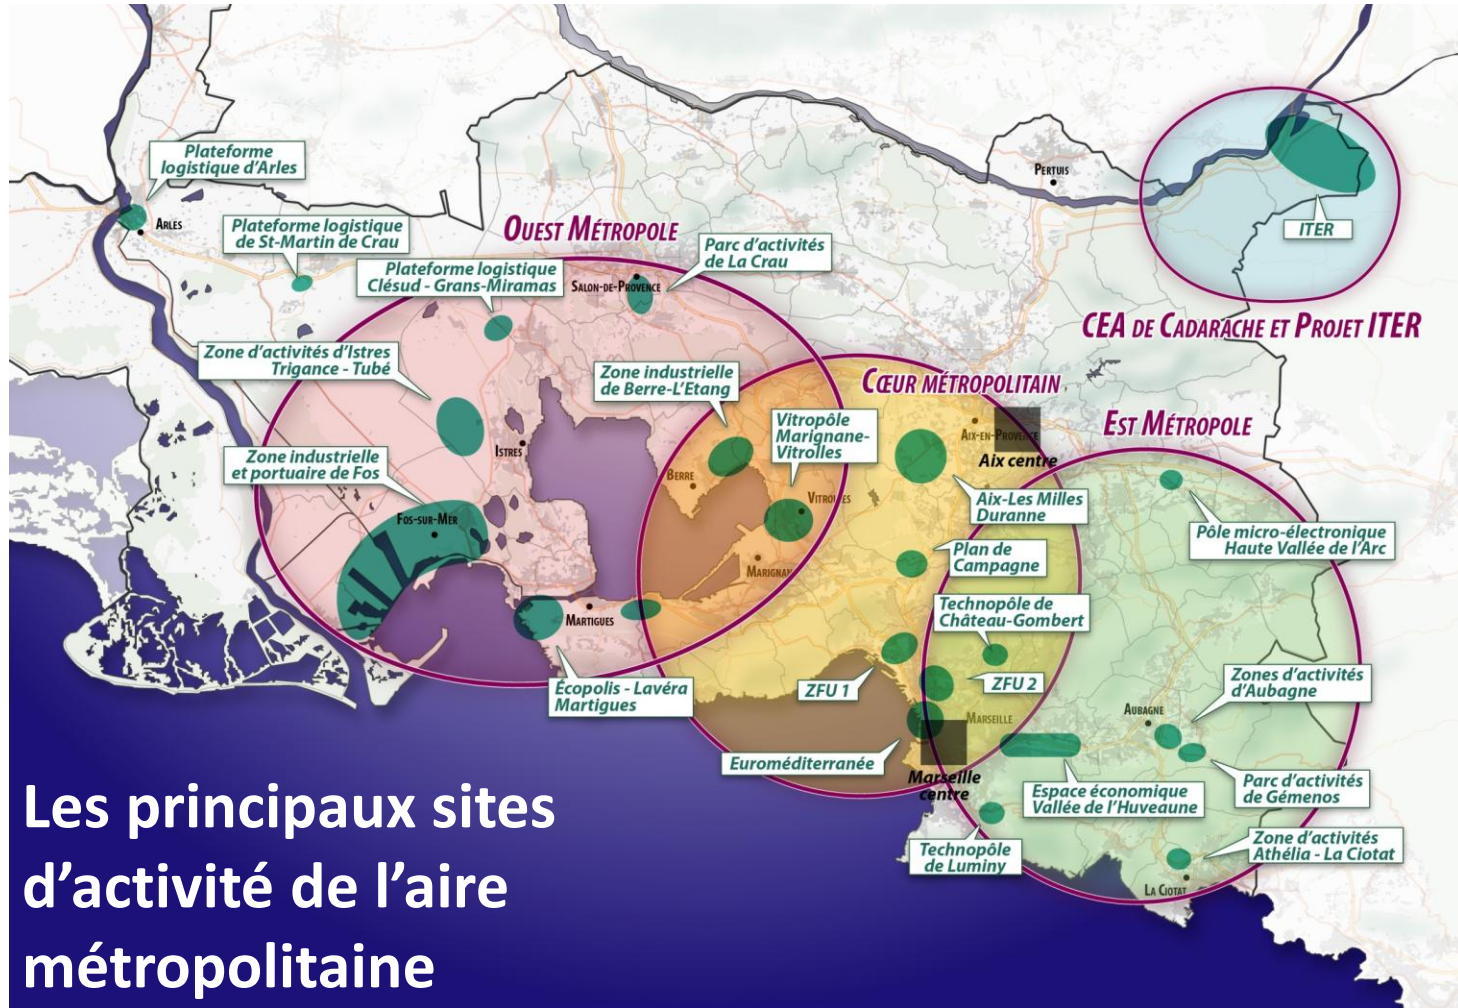 Plateforme
logistique d'Arles
ARLES
Plateforme logistique
de St-Martin de Crau
OUEST MÉTROPOLE
Plateforme logistique
Clésud - Grans-Miramas
SALON-DE-PROVENCE
Parc d'activités
de La Crau
PERTUIS
ITER
CEA DE CADARACHE ET PROJET ITER
Zone d'activités d'Istres
Trigance - Tubé
Zone industrielle
de Berre-L'Etang
CŒUR MÉTROPOLITAIN
Vitropôle
Marignane-
Vitrolles
AIX-EN-PROVENCE
Aix centre
EST MÉTROPOLE
ISTRES
Zone industrielle
et portuaire de Fos
BERRE
VITROLLES
Aix-Les Milles
Duranne
FOS-SUR-MER
Pôle micro-électronique
Haute Vallée de l'Arc
MARIGNAN
Plan de
Campagne
MARTIGUES
Technopôle de
Château-Gombert
Écopolis - Lavéra
Martigues
ZFU 1
ZFU 2
Zones d'activités
d'Aubagne
AUBAGNE
MARSEILLE
Euroméditerranée
Marseille
centre
Espace économique
Vallée de l'Huveaune
Parc d'activités
de Gémenos
Technopôle
de Luminy
Zone d'activités
Athélia - La Ciotat
LA CIOTAT
Les principaux sites
d'activité de l'aire
métropolitaine